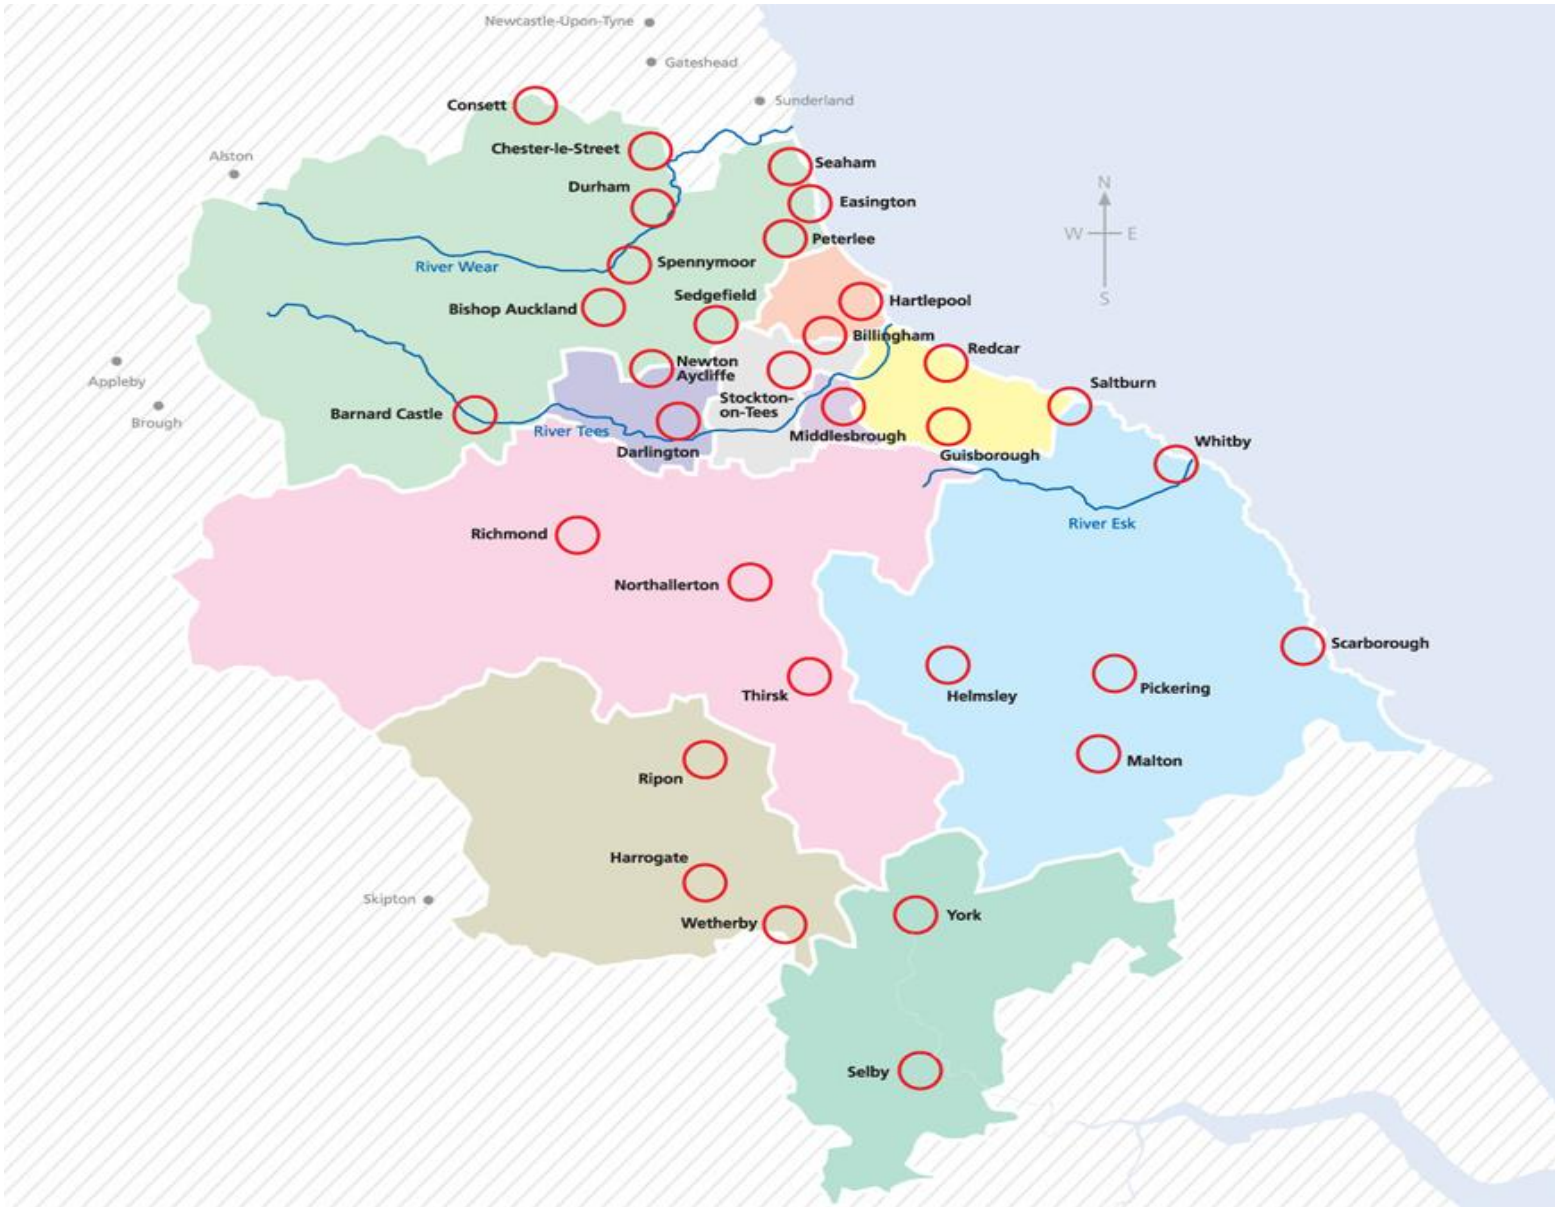 Newcastle-Upon-Tyne
Gateshead
Consett
Sunderland
Chester-le-Street
Alston
Seaham
N
Durham
Easington
W
E
Peterlee
River Wear
Spennymoor
Sedgefield
S
Bishop Auckland
Hartlepool
Billingham
Redcar
Newton
Aycliffe
Appleby
Saltburn
Stockton-
on-Tees
Barnard Castle
Brough
River Tees
Middlesbrough
Whitby
Darlington
Guisborough
River Esk
Richmond
Northallerton
Scarborough
Thirsk
Helmsley
Pickering
Malton
Ripon
Harrogate
Skipton
Wetherby
York
Selby